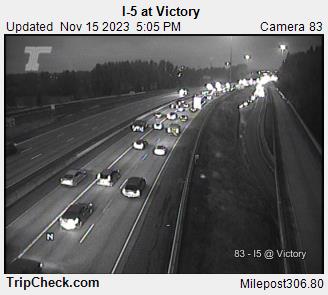 I-5 at Victory
Updated Nov 15 2023 5:05 PM Camera 83
T
N
83 - I5 @ Victory
TripCheck.com Milepost306.80